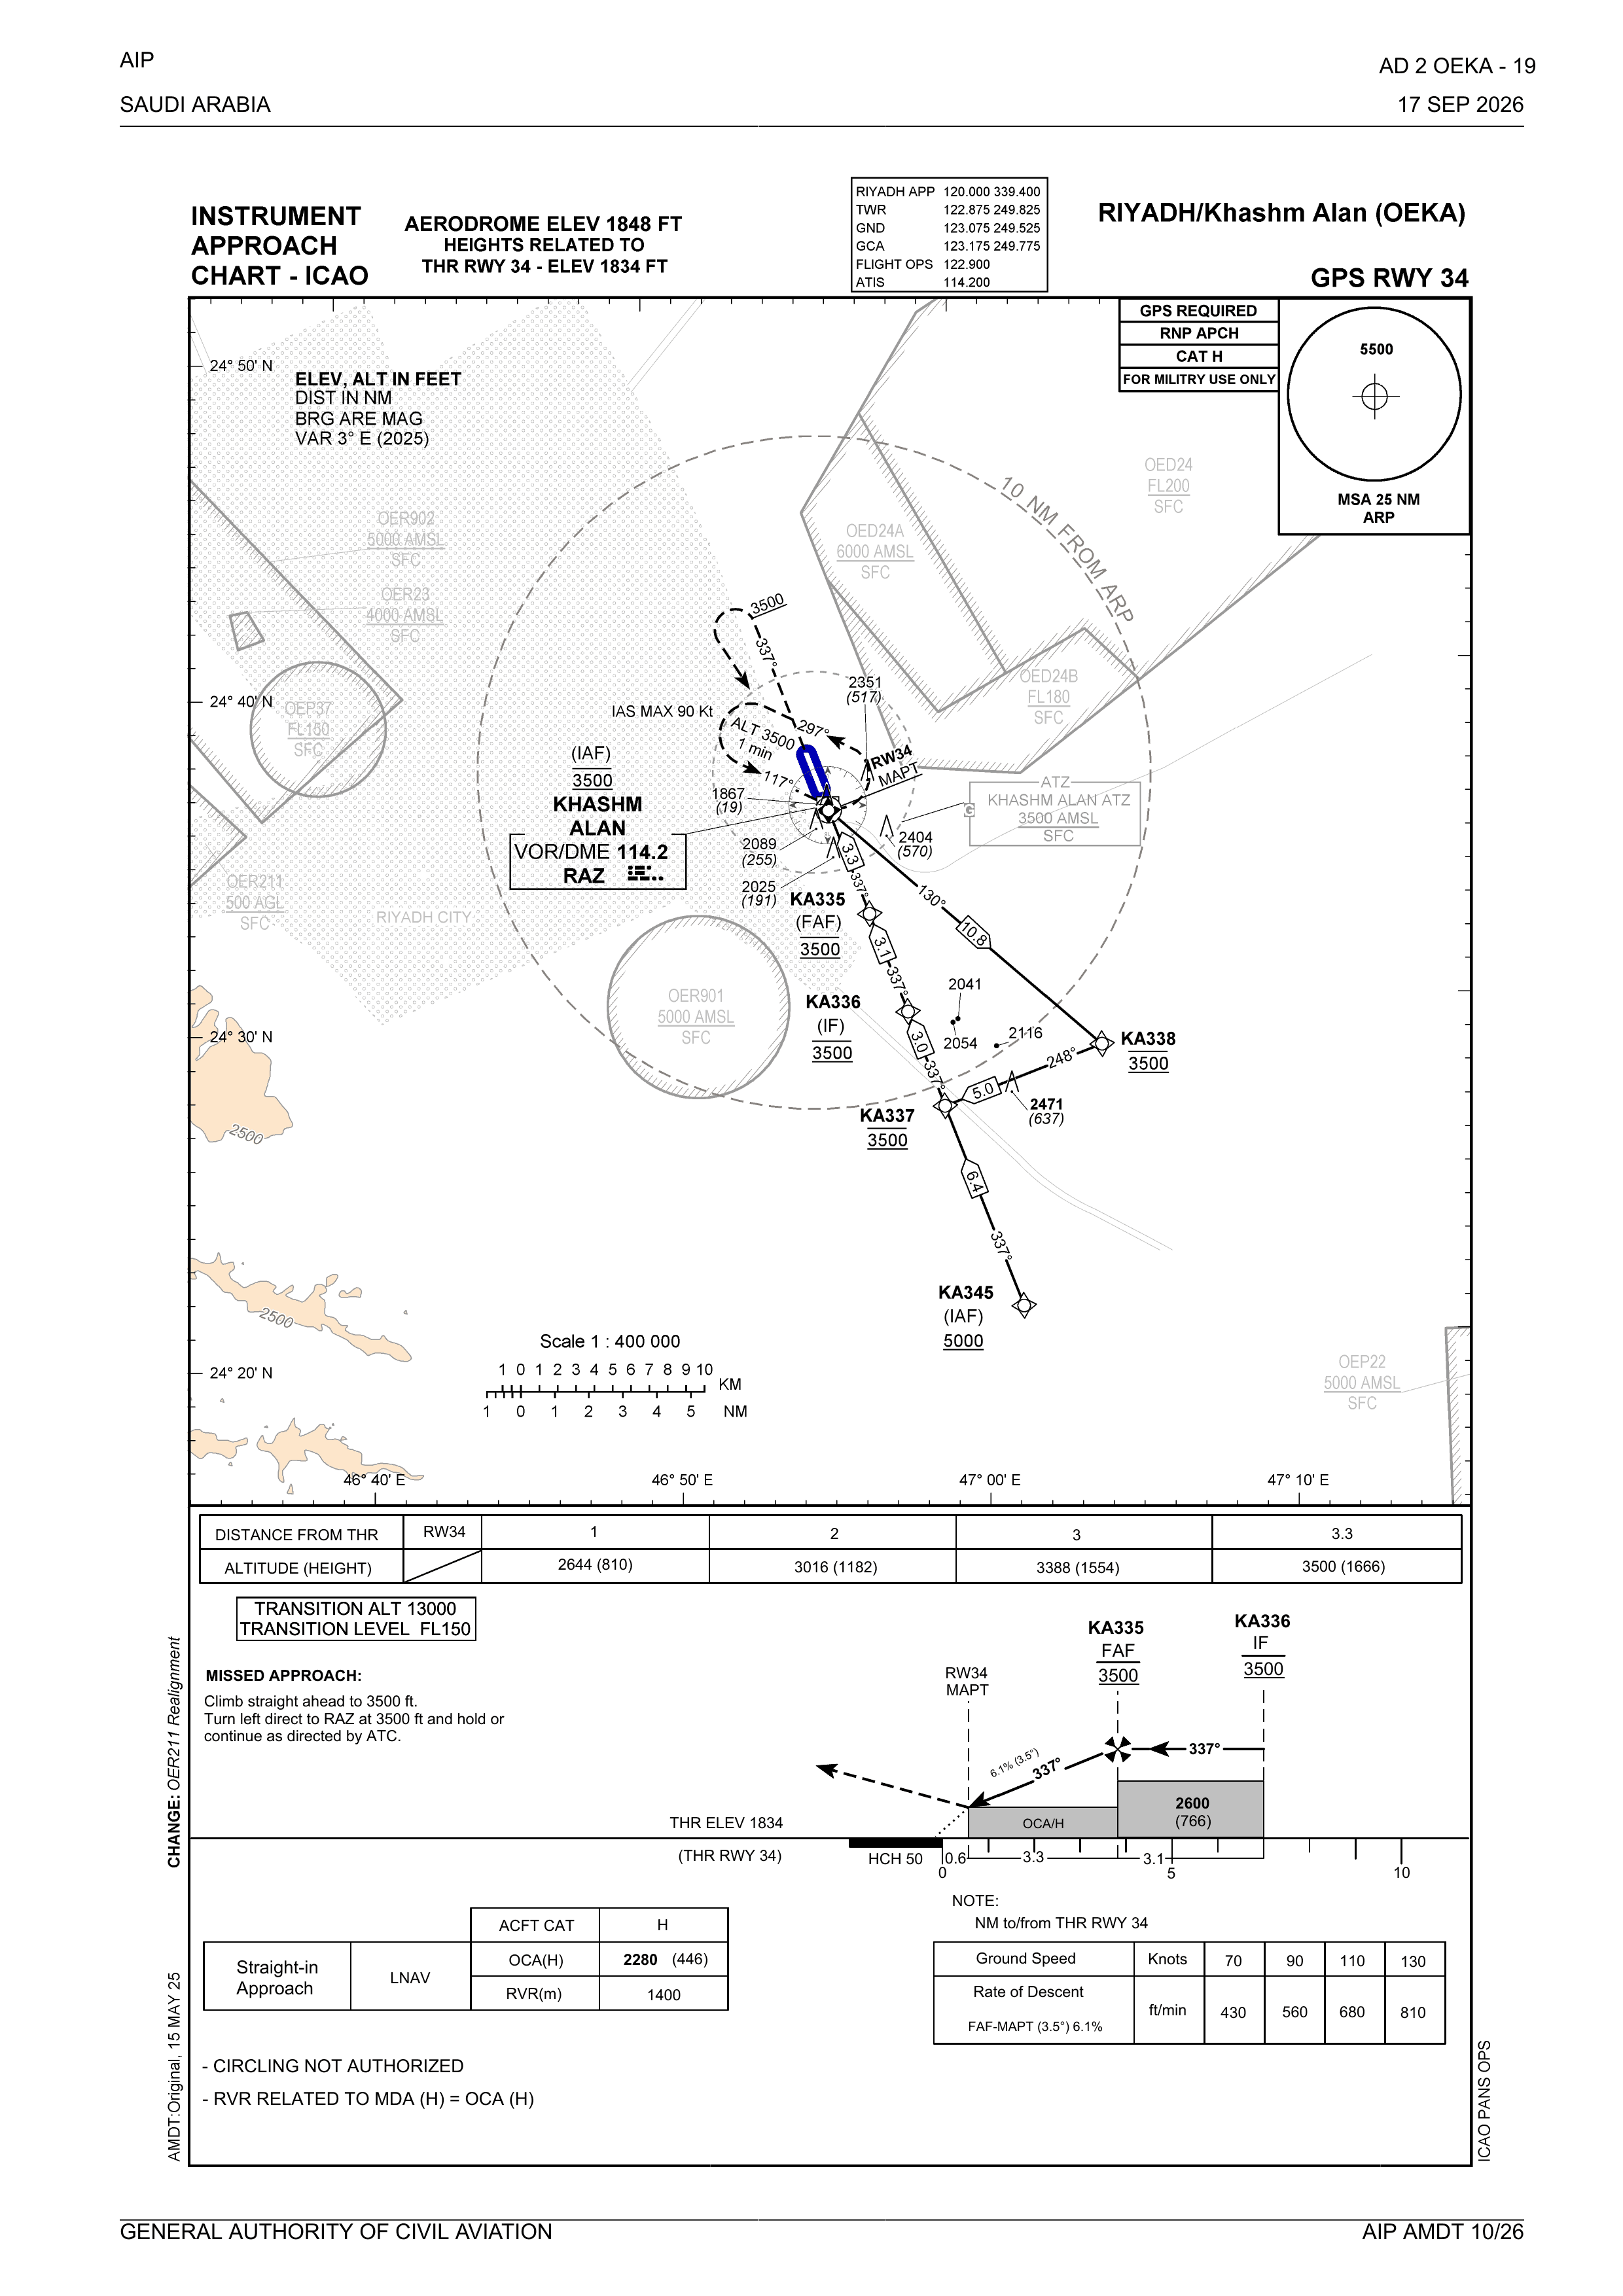 AIP
AD 2 OEKA - 19
SAUDI ARABIA
17 SEP 2026
INSTRUMENT
APPROACH
CHART - ICAO
AERODROME ELEV 1848 FT
HEIGHTS RELATED TO
THR RWY 34 - ELEV 1834 FT
RIYADH APP 120.000 339.400
TWR 122.875 249.825
GND 123.075 249.525
GCA 123.175 249.775
FLIGHT OPS 122.900
ATIS 114.200
RIYADH/Khashm Alan (OEKA)
GPS RWY 34
GPS REQUIRED
RNP APCH
CAT H
FOR MILITRY USE ONLY
5500
MSA 25 NM
ARP
24° 50' N
ELEV, ALT IN FEET
DIST IN NM
BRG ARE MAG
VAR 3° E (2025)
OED24
FL200
SFC
10 NM FROM ARP
OER902
5000 AMSL
SFC
OED24A
6000 AMSL
SFC
OER23
4000 AMSL
SFC
3500
337°
OED24B
FL180
SFC
2351
(517)
24° 40' N
OEP37
FL150
SFC
IAS MAX 90 Kt
ALT 3500
1 min
297°
117°
RW34
MAPT
(IAF)
3500
KHASHM
ALAN
VOR/DME 114.2
RAZ
1867
(19)
2089
(255)
2025
(191)
2404
(570)
ATZ
KHASHM ALAN ATZ
3500 AMSL
SFC
G
OER211
500 AGL
SFC
RIYADH CITY
3.3
337°
KA335
(FAF)
3500
130°
10.8
3.1
337°
OER901
5000 AMSL
SFC
KA336
(IF)
3500
2041
2054
2116
24° 30' N
3.0
337°
KA338
3500
248°
5.0
2471
(637)
KA337
3500
2500
6.4
337°
KA345
(IAF)
5000
2500
Scale 1 : 400 000
1 0 1 2 3 4 5 6 7 8 9 10
KM
1 0 1 2 3 4 5 NM
24° 20' N
OEP22
5000 AMSL
SFC
46° 40' E
46° 50' E
47° 00' E
47° 10' E
DISTANCE FROM THR RW34 1 2 3 3.3
ALTITUDE (HEIGHT) 2644 (810) 3016 (1182) 3388 (1554) 3500 (1666)
TRANSITION ALT 13000
TRANSITION LEVEL FL150
MISSED APPROACH:
Climb straight ahead to 3500 ft.
Turn left direct to RAZ at 3500 ft and hold or
continue as directed by ATC.
KA335
FAF
3500
KA336
IF
3500
RW34
MAPT
6.1% (3.5°)
337°
337°
2600
(766)
OCA/H
THR ELEV 1834
(THR RWY 34)
HCH 50
0.6 3.3 3.1
0 5 10
NOTE:
NM to/from THR RWY 34
ACFT CAT H
Straight-in
Approach
LNAV
OCA(H) 2280 (446)
RVR(m) 1400
Ground Speed Knots 70 90 110 130
Rate of Descent
FAF-MAPT (3.5°) 6.1%
ft/min 430 560 680 810
- CIRCLING NOT AUTHORIZED
- RVR RELATED TO MDA (H) = OCA (H)
CHANGE: OER211 Realignment
AMDT:Original, 15 MAY 25
ICAO PANS OPS
GENERAL AUTHORITY OF CIVIL AVIATION
AIP AMDT 10/26